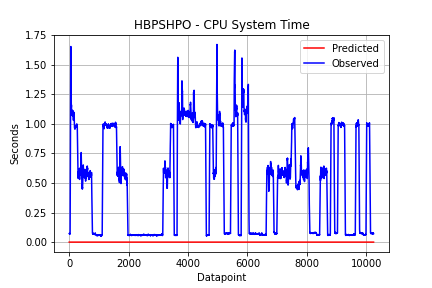 HBPSHPO - CPU System Time
Predicted
Observed
1.75
1.50
1.25
1.00
0.75
0.50
0.25
0.00
Seconds
0 2000 4000 6000 8000 10000
Datapoint